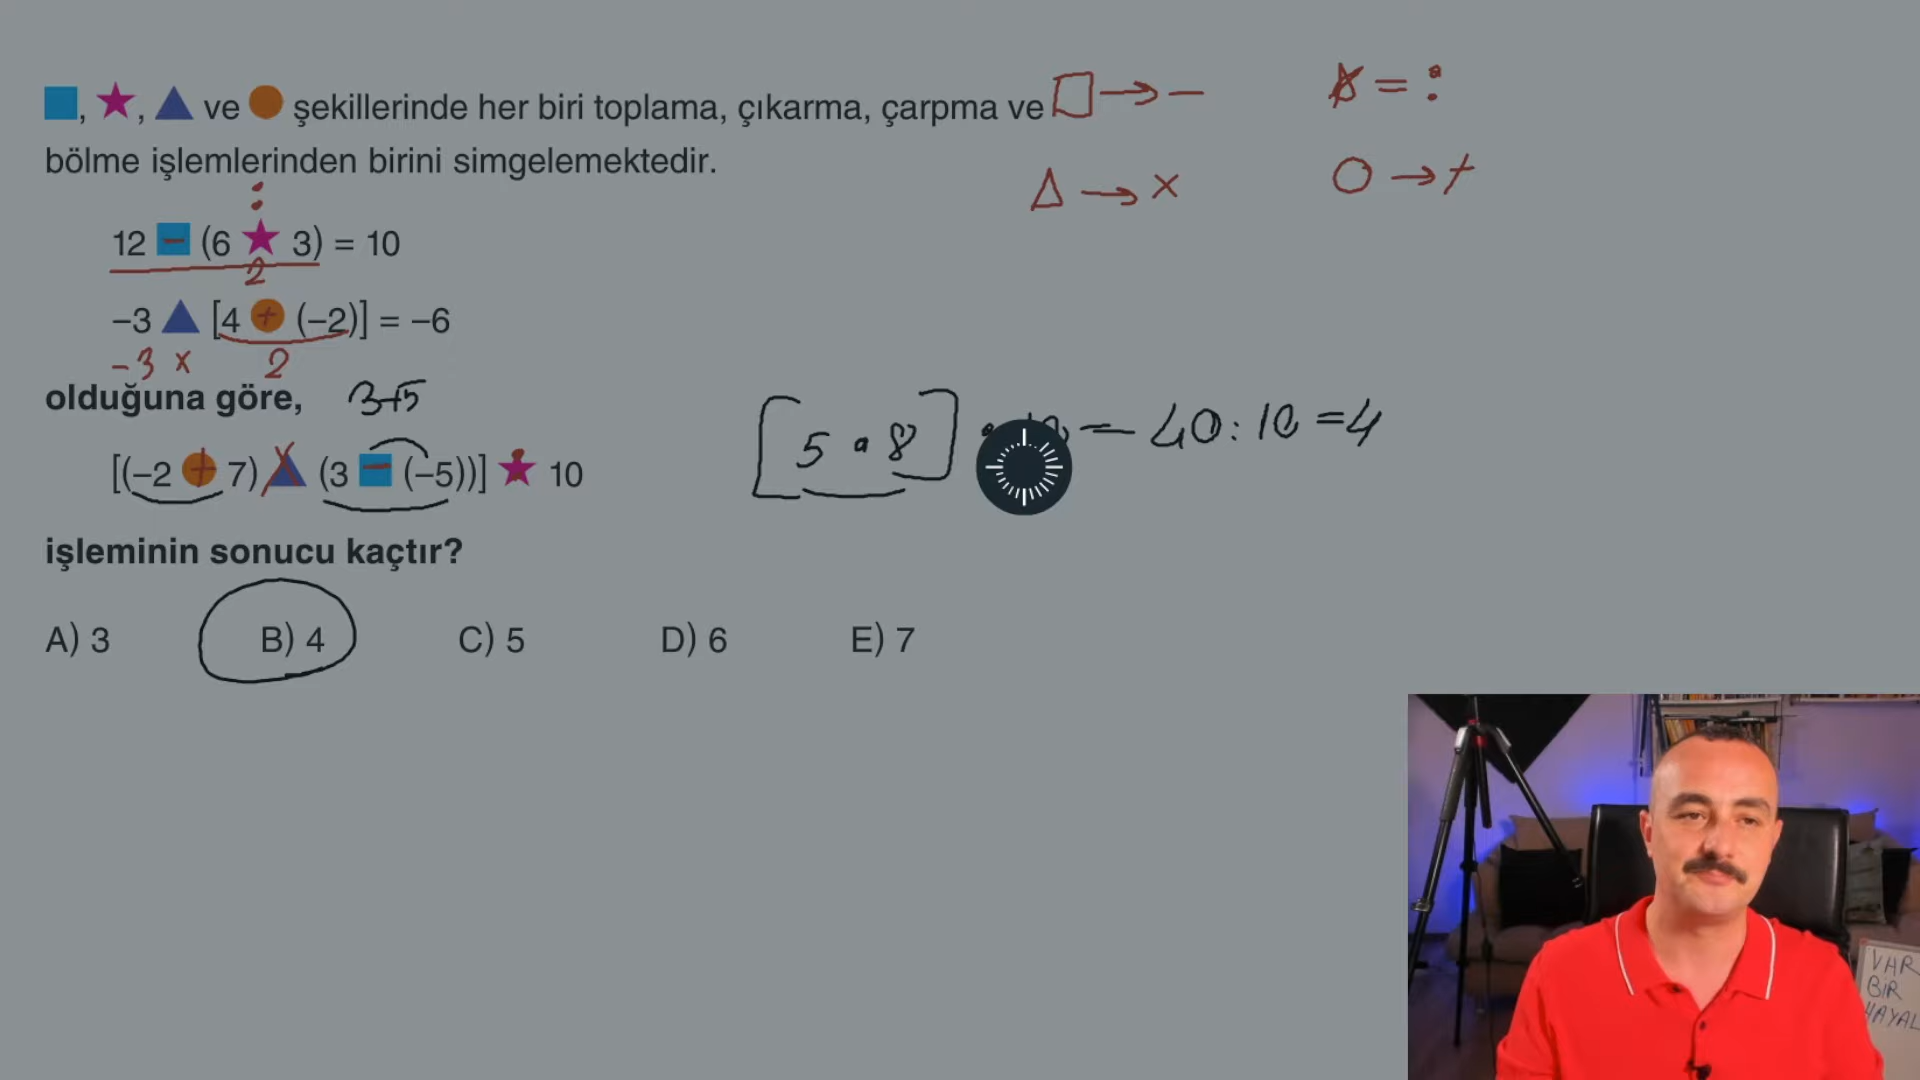 ■, ★, ▲ ve ● şekillerinde her biri toplama, çıkarma, çarpma ve
bölme işlemlerinden birini simgelemektedir.
□ → −
☆ = :
△ → ×
○ → +
:
12 ■ (6 ★ 3) = 10
2
−3 ▲ [4 ● (−2)] = −6
-3 × 2
olduğuna göre,
3+5
[(−2 ● 7) ▲ (3 ■ (−5))] ★ 10
[5 . 8]
= 40 : 10 = 4
işleminin sonucu kaçtır?
A) 3 B) 4 C) 5 D) 6 E) 7
VAR
BİR
HAYAL